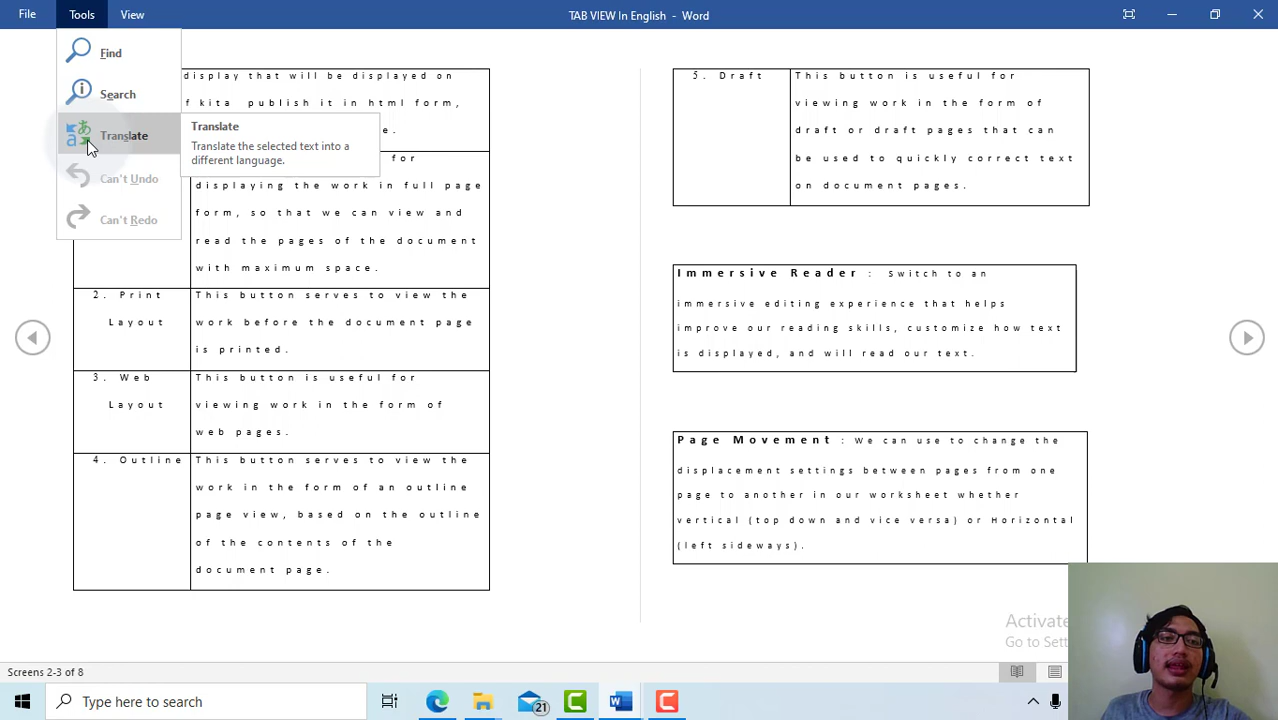 File Tools View TAB VIEW In English - Word
Find
Search
Translate
Can't Undo
Can't Redo
Translate
Translate the selected text into a
different language.
display that will be displayed on
f kita publish it in html form,
e.
for
displaying the work in full page
form, so that we can view and
read the pages of the document
with maximum space.
2. Print
Layout
This button serves to view the
work before the document page
is printed.
3. Web
Layout
This button is useful for
viewing work in the form of
web pages.
4. Outline
This button serves to view the
work in the form of an outline
page view, based on the outline
of the contents of the
document page.
5. Draft
This button is useful for
viewing work in the form of
draft or draft pages that can
be used to quickly correct text
on document pages.
Immersive Reader : Switch to an
immersive editing experience that helps
improve our reading skills, customize how text
is displayed, and will read our text.
Page Movement : We can use to change the
displacement settings between pages from one
page to another in our worksheet whether
vertical (top down and vice versa) or Horizontal
(left sideways).
Activate
Go to Sett
Screens 2-3 of 8
Type here to search
21